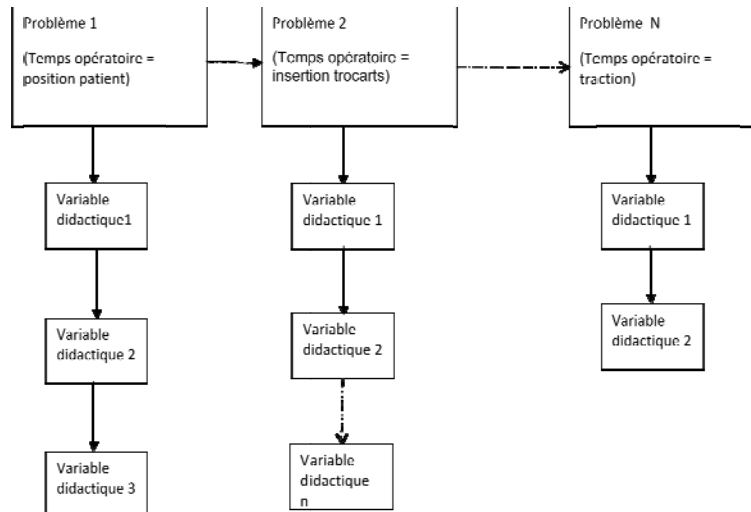 Problème 1
(Temps opératoire =
position patient)
Problème 2
(Temps opératoire =
insertion trocarts)
Problème N
(Temps opératoire =
traction)
Variable
didactique1
Variable
didactique 1
Variable
didactique 1
Variable
didactique 2
Variable
didactique 2
Variable
didactique 2
Variable
didactique 3
Variable
didactique
n